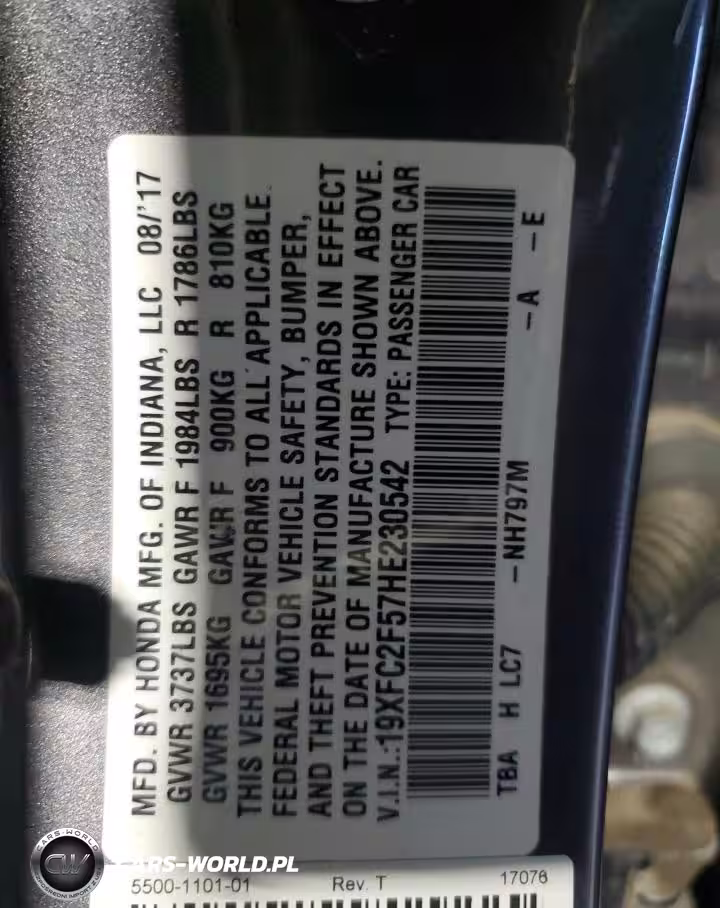 MFD. BY HONDA MFG. OF INDIANA, LLC 08/'17
GVWR 3737LBS GAWR F 1984LBS R 1786LBS
GVWR 1695KG GAWR F 900KG R 810KG
THIS VEHICLE CONFORMS TO ALL APPLICABLE
FEDERAL MOTOR VEHICLE SAFETY, BUMPER,
AND THEFT PREVENTION STANDARDS IN EFFECT
ON THE DATE OF MANUFACTURE SHOWN ABOVE.
V.I.N.:19XFC2F57HE230542 TYPE: PASSENGER CAR
TBA H LC7 -NH797M -A -E
5500-1101-01 Rev. T 17076
CARS-WORLD.PL
CARS-WORLD
CW